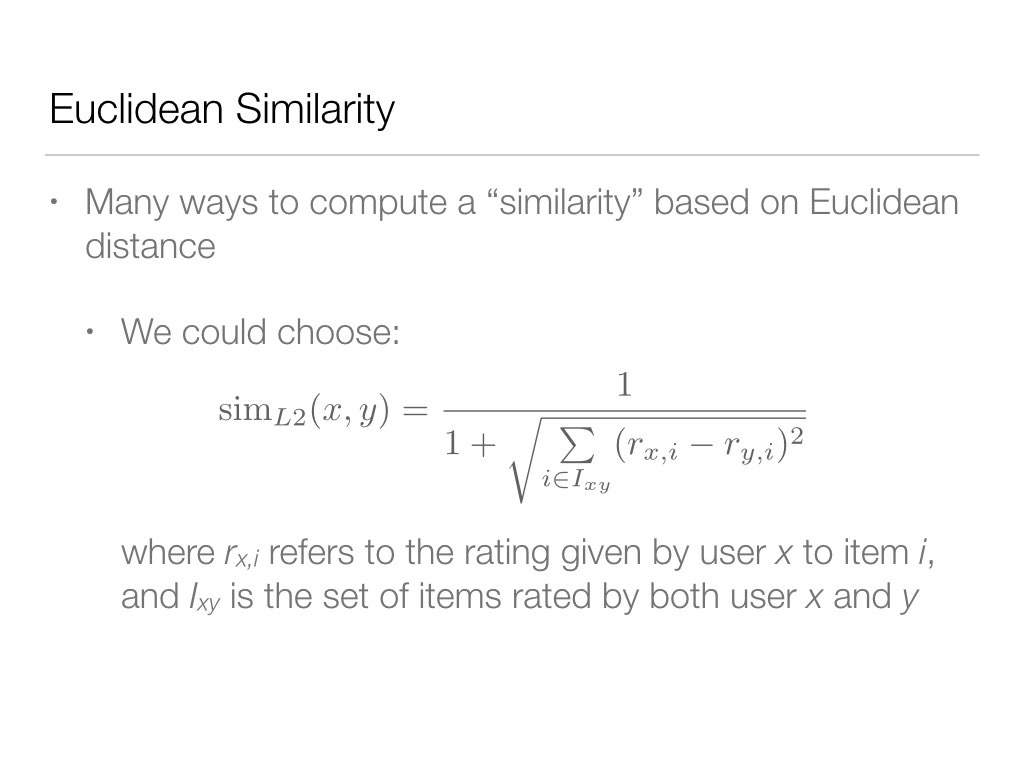 Euclidean Similarity
• Many ways to compute a “similarity” based on Euclidean
distance
• We could choose:
$\mathrm{sim}_{L2}(x, y) = \frac{1}{1 + \sqrt{\sum_{i \in I_{xy}} (r_{x,i} - r_{y,i})^2}}$
where $r_{x,i}$ refers to the rating given by user x to item i,
and $I_{xy}$ is the set of items rated by both user x and y